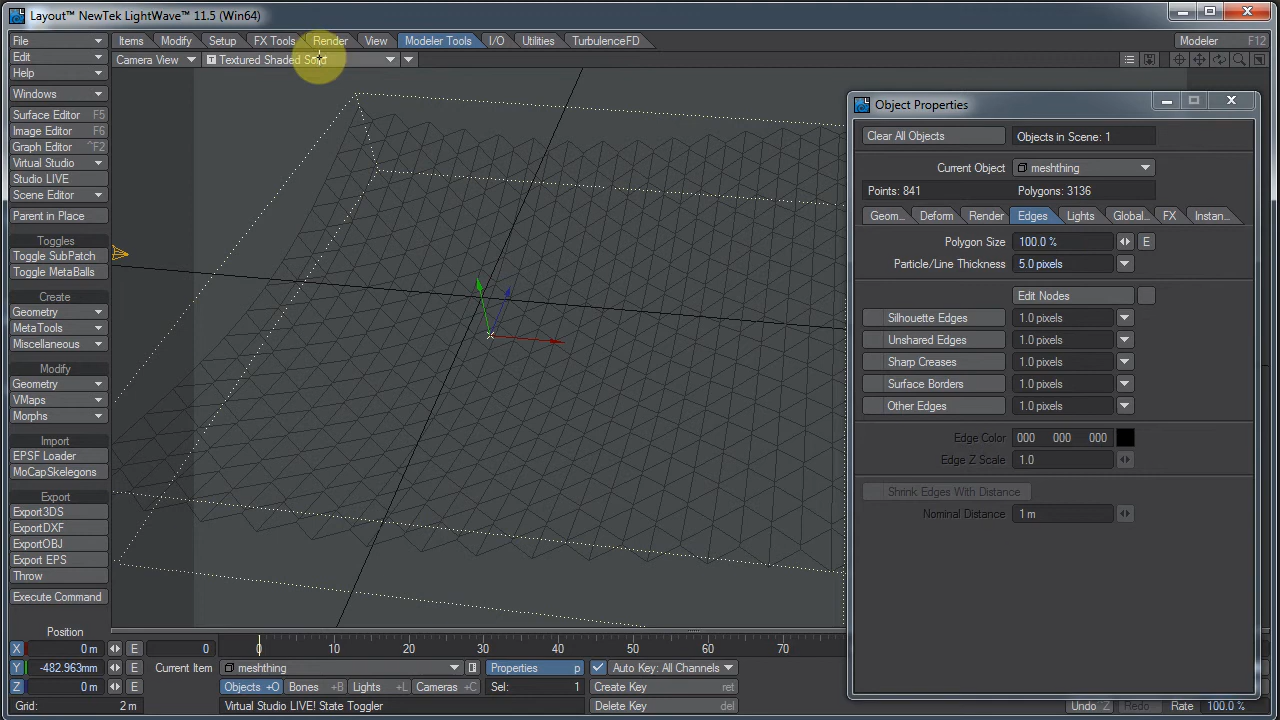 Layout™ NewTek LightWave™ 11.5 (Win64)
File
Edit
Help
Items Modify Setup FX Tools Render View Modeler Tools I/O Utilities TurbulenceFD Modeler F12
Camera View T Textured Shaded Solid
Windows
Surface Editor F5
Image Editor F6
Graph Editor ^F2
Virtual Studio
Studio LIVE
Scene Editor
Parent in Place
Toggles
Toggle SubPatch
Toggle MetaBalls
Create
Geometry
MetaTools
Miscellaneous
Modify
Geometry
VMaps
Morphs
Import
EPSF Loader
MoCapSkelegons
Export
Export3DS
ExportDXF
ExportOBJ
Export EPS
Throw
Execute Command
Object Properties
Clear All Objects Objects in Scene: 1
Current Object meshthing
Points: 841 Polygons: 3136
Geom... Deform Render Edges Lights Global... FX Instan...
Polygon Size 100.0 % E
Particle/Line Thickness 5.0 pixels
Edit Nodes
Silhouette Edges 1.0 pixels
Unshared Edges 1.0 pixels
Sharp Creases 1.0 pixels
Surface Borders 1.0 pixels
Other Edges 1.0 pixels
Edge Color 000 000 000
Edge Z Scale 1.0
Shrink Edges With Distance
Nominal Distance 1 m
Position
X 0 m E 0 0 10 20 30 40 50 60 70
Y -482.963mm E Current Item meshthing Properties p Auto Key: All Channels
Z 0 m E Objects +O Bones +B Lights +L Cameras +C Sel: 1 Create Key ret
Grid: 2 m Virtual Studio LIVE! State Toggler Delete Key del Undo Z Redo Rate 100.0 %